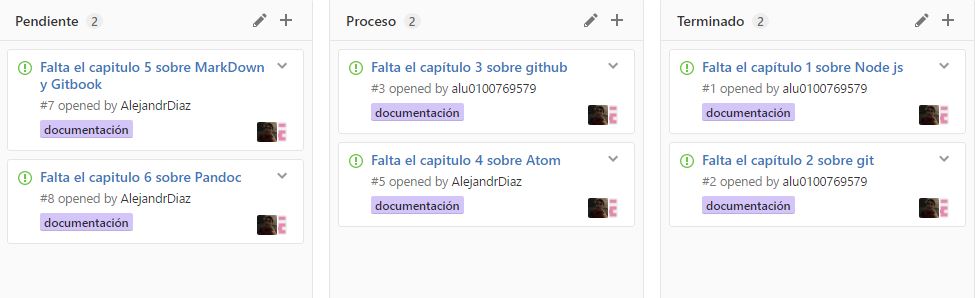 Pendiente 2
Falta el capitulo 5 sobre MarkDown
y Gitbook
#7 opened by AlejandrDiaz
documentación
Falta el capitulo 6 sobre Pandoc
#8 opened by AlejandrDiaz
documentación
Proceso 2
Falta el capítulo 3 sobre github
#3 opened by alu0100769579
documentación
Falta el capitulo 4 sobre Atom
#5 opened by AlejandrDiaz
documentación
Terminado 2
Falta el capítulo 1 sobre Node js
#1 opened by alu0100769579
documentación
Falta el capítulo 2 sobre git
#2 opened by alu0100769579
documentación